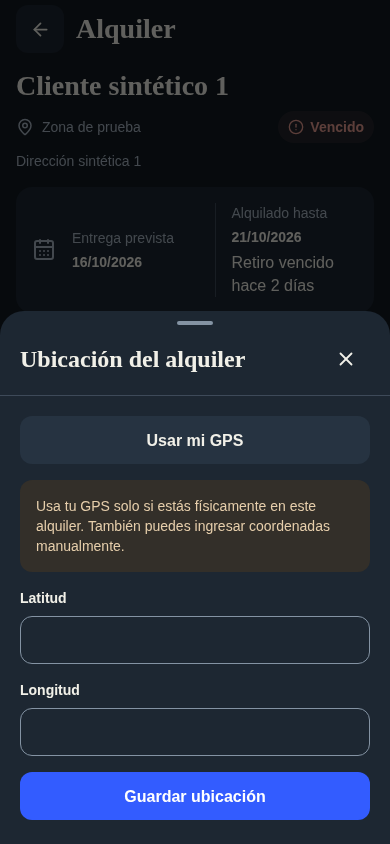 Alquiler
Cliente sintético 1
Zona de prueba
Vencido
Dirección sintética 1
Entrega prevista
16/10/2026
Alquilado hasta
21/10/2026
Retiro vencido
hace 2 días
Ubicación del alquiler
Usar mi GPS
Usa tu GPS solo si estás físicamente en este
alquiler. También puedes ingresar coordenadas
manualmente.
Latitud
Longitud
Guardar ubicación